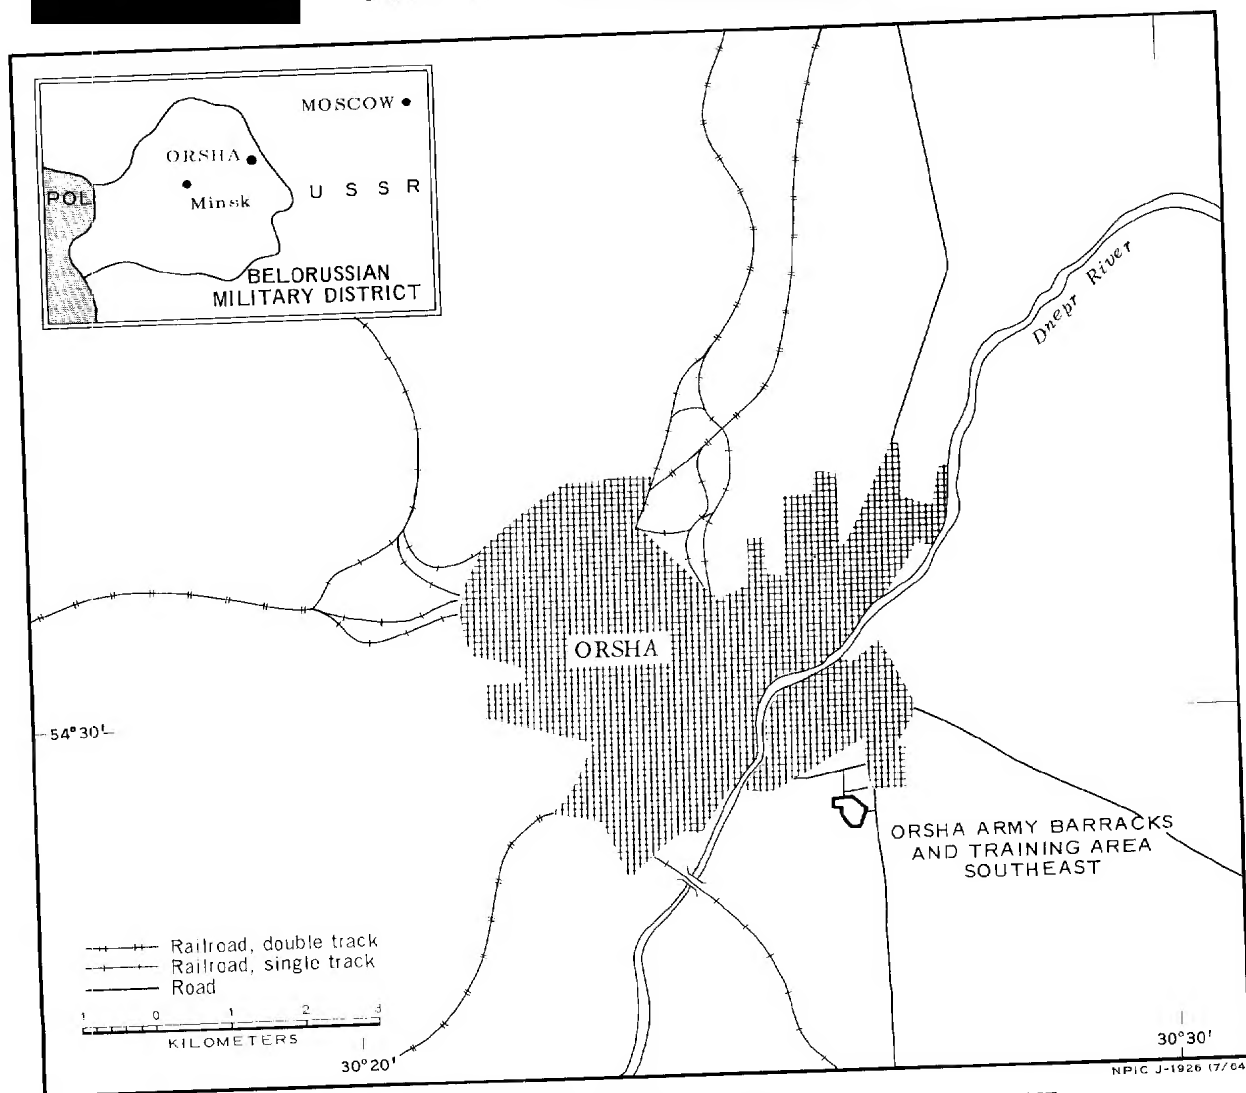 MOSCOW
ORSHA
POL
Minsk
U S S R
BELORUSSIAN
MILITARY DISTRICT
Dnepr River
ORSHA
54°30'
ORSHA ARMY BARRACKS
AND TRAINING AREA
SOUTHEAST
Railroad, double track
Railroad, single track
Road
1 0 1 2 3
KILOMETERS
30°20'
30°30'
NPIC J-1926 (7/64